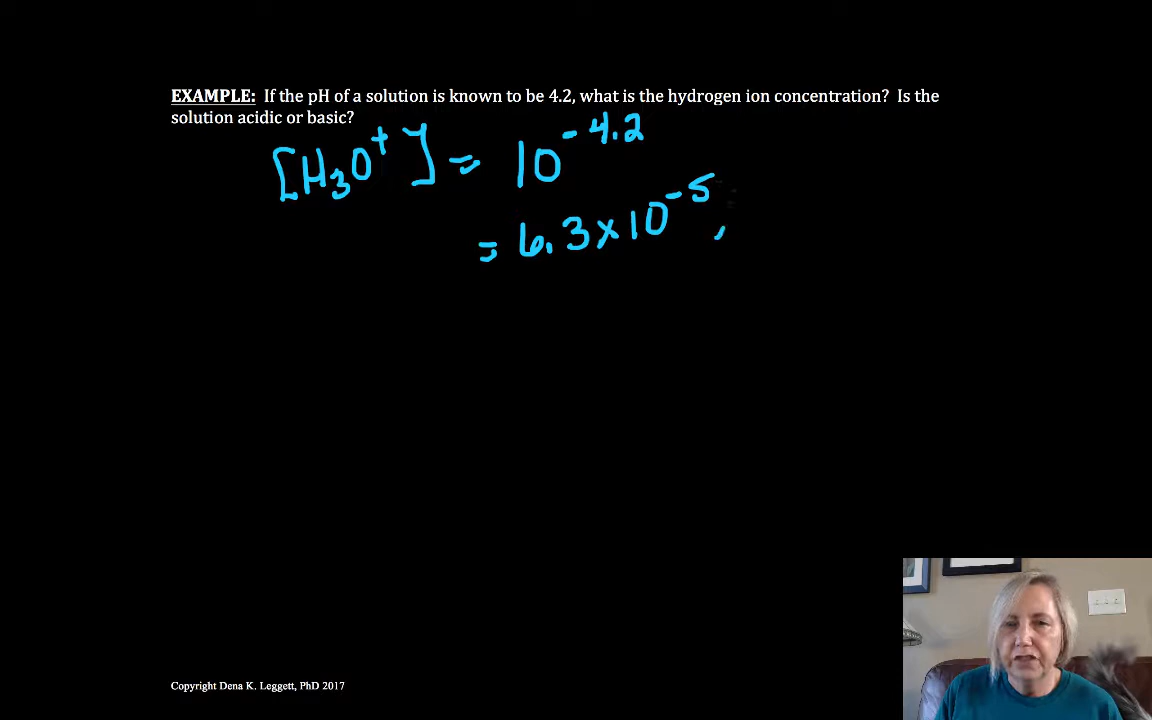 EXAMPLE: If the pH of a solution is known to be 4.2, what is the hydrogen ion concentration? Is the
solution acidic or basic?
[H₃O⁺] = 10⁻⁴·²
= 6.3 x 10⁻⁵,
Copyright Dena K. Leggett, PhD 2017